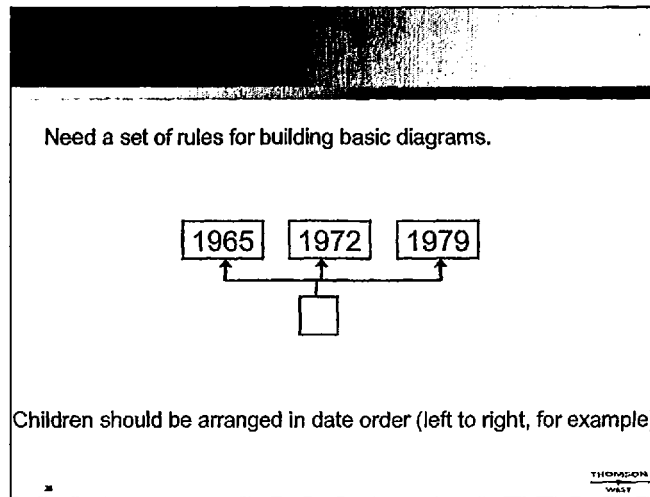 Need a set of rules for building basic diagrams.
1965 1972 1979
Children should be arranged in date order (left to right, for example
THOMSON
WEST